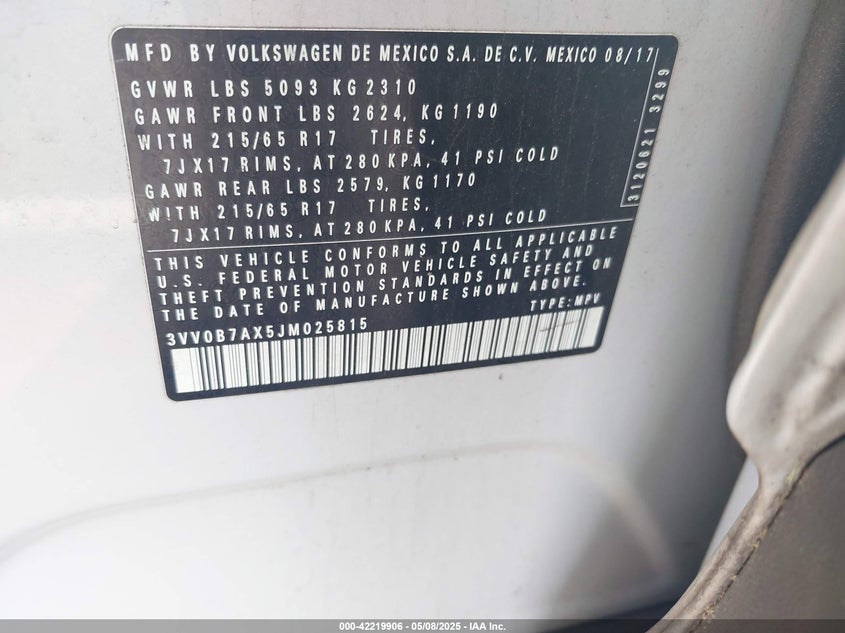 MFD BY VOLKSWAGEN DE MEXICO S.A. DE C.V. MEXICO 08/17
GVWR LBS 5093 KG 2310
GAWR FRONT LBS 2624, KG 1190
WITH 215/65 R17 TIRES,
7JX17 RIMS, AT 280 KPA, 41 PSI COLD
GAWR REAR LBS 2579, KG 1170
WITH 215/65 R17 TIRES,
7JX17 RIMS, AT 280 KPA, 41 PSI COLD
3120621 3299
THIS VEHICLE CONFORMS TO ALL APPLICABLE
U.S. FEDERAL MOTOR VEHICLE SAFETY AND
THEFT PREVENTION STANDARDS IN EFFECT ON
THE DATE OF MANUFACTURE SHOWN ABOVE.
3VV0B7AX5JM025815 TYPE:MPV
000-42219906 - 05/08/2025 - IAA Inc.